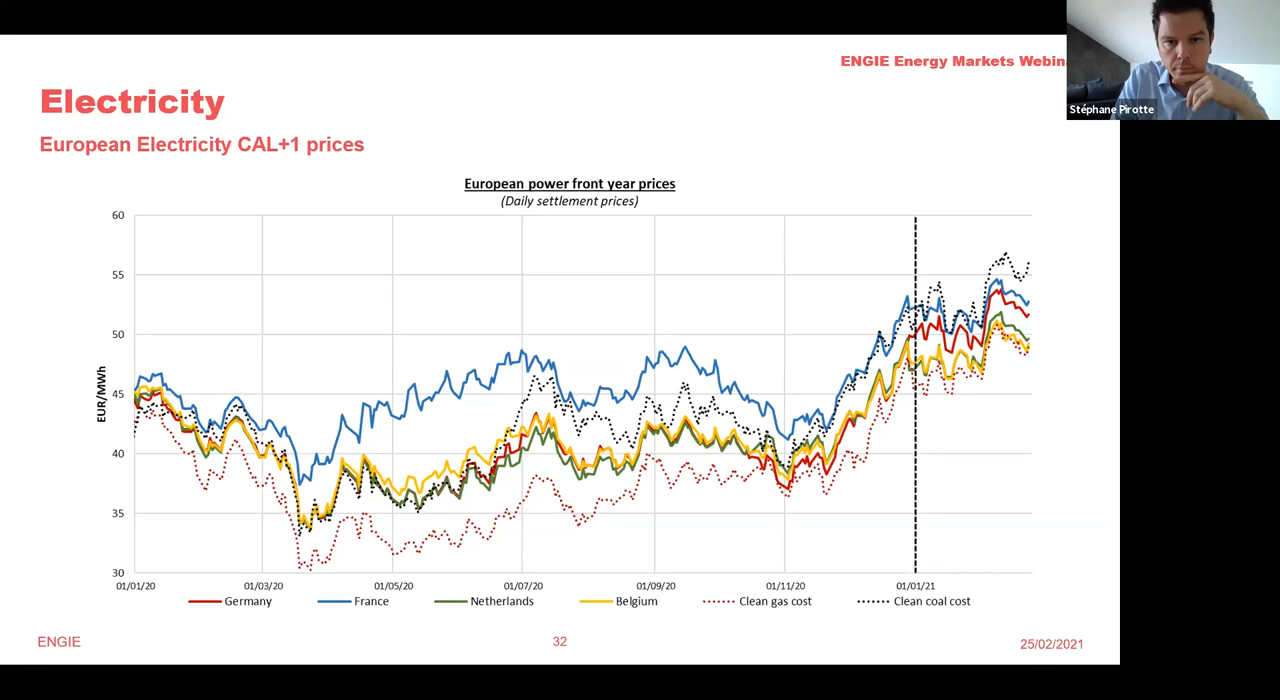 ENGIE Energy Markets Webin
Stéphane Pirotte
Electricity
European Electricity CAL+1 prices
European power front year prices
(Daily settlement prices)
60
55
50
45
40
35
30
EUR/MWh
01/01/20 01/03/20 01/05/20 01/07/20 01/09/20 01/11/20 01/01/21
Germany France Netherlands Belgium Clean gas cost Clean coal cost
ENGIE 32 25/02/2021